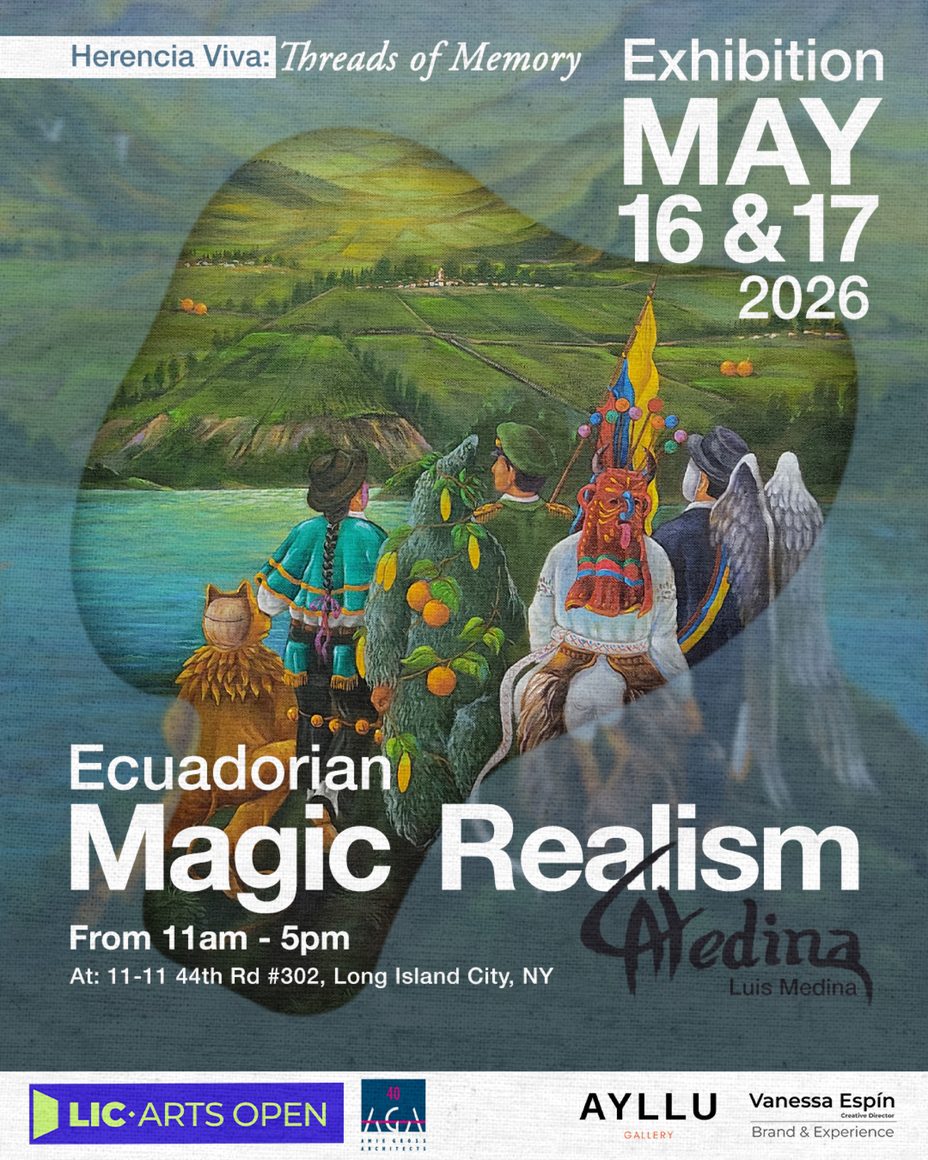 Herencia Viva: Threads of Memory
Exhibition
MAY
16 & 17
2026
Ecuadorian
Magic Realism
From 11am - 5pm
At: 11-11 44th Rd #302, Long Island City, NY
Medina
Luis Medina
LIC·ARTS OPEN
40
AGA
AMIE GROSS
ARCHITECTS
AYLLU
GALLERY
Vanessa Espín
Creative Director
Brand & Experience